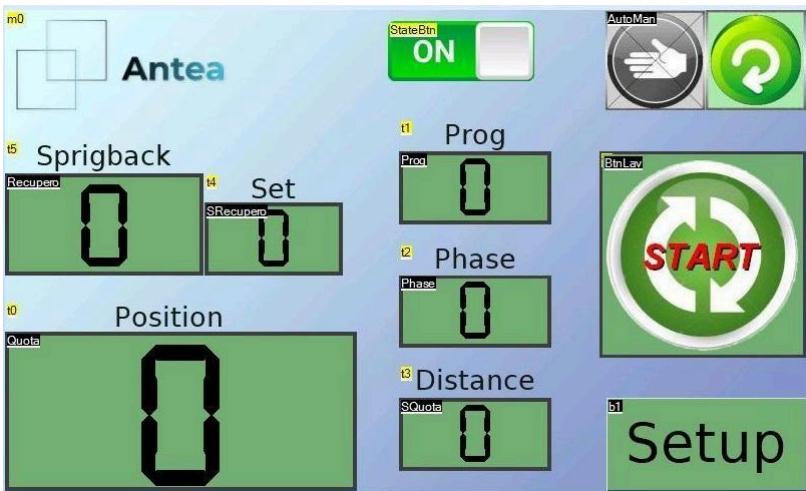 m0
StateBtn
AutoMan
ON
Antea
t5
Sprigback
t1
Prog
Recupero
0
t4
Set
SRecupero
0
Prog
0
BtnLav
START
t2
Phase
Phase
0
t0
Position
Quota
0
t3
Distance
SQuota
0
b1
Setup